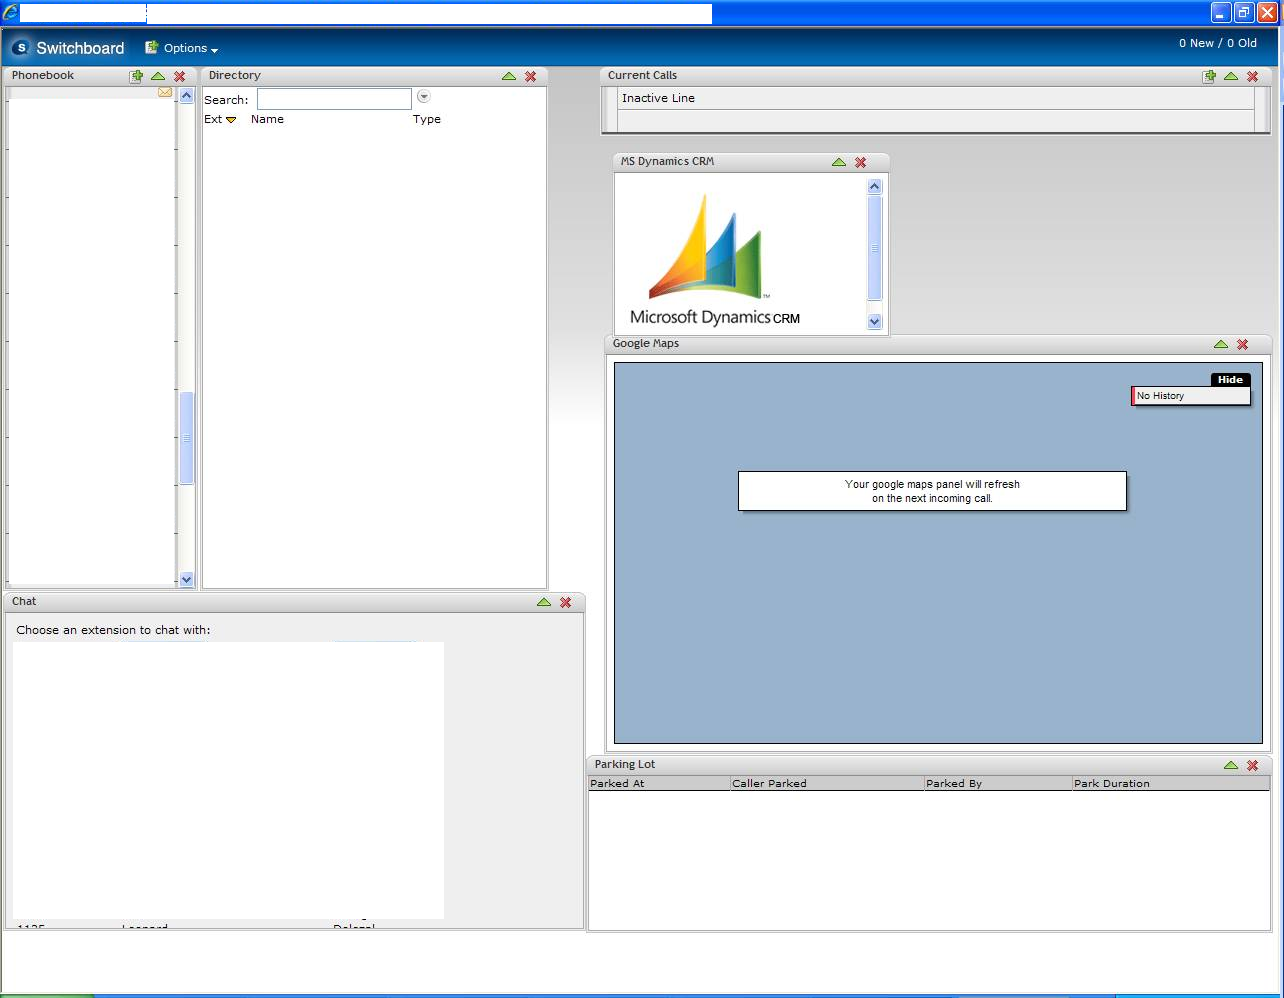 Switchboard
Options
0 New / 0 Old
Phonebook
Directory
Search:
Ext Name Type
Current Calls
Inactive Line
MS Dynamics CRM
Microsoft Dynamics CRM
TM
Google Maps
Hide
No History
Your google maps panel will refresh
on the next incoming call.
Chat
Choose an extension to chat with:
Parking Lot
Parked At Caller Parked Parked By Park Duration